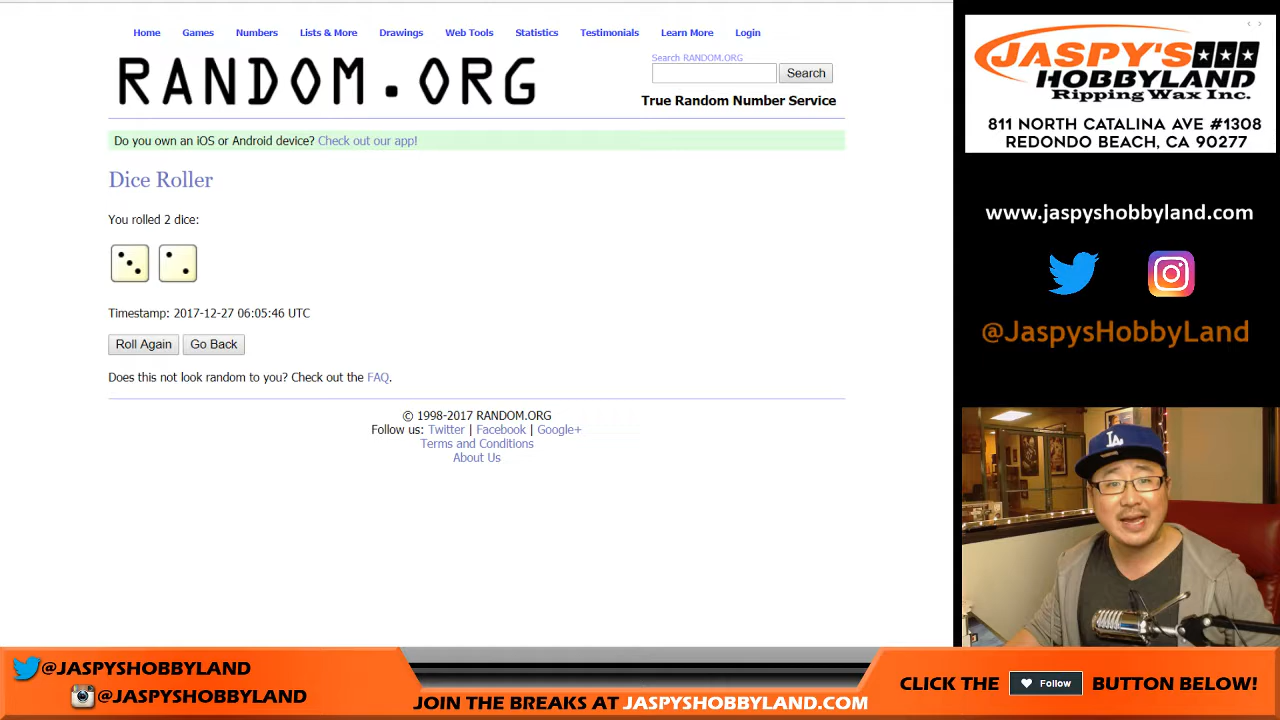 Home Games Numbers Lists & More Drawings Web Tools Statistics Testimonials Learn More Login
RANDOM.ORG
Search RANDOM.ORG
Search
True Random Number Service
Do you own an iOS or Android device? Check out our app!
Dice Roller
You rolled 2 dice:
Timestamp: 2017-12-27 06:05:46 UTC
Roll Again Go Back
Does this not look random to you? Check out the FAQ.
© 1998-2017 RANDOM.ORG
Follow us: Twitter | Facebook | Google+
Terms and Conditions
About Us
JASPY'S
HOBBYLAND
Ripping Wax Inc.
811 NORTH CATALINA AVE #1308
REDONDO BEACH, CA 90277
www.jaspyshobbyland.com
@JaspysHobbyLand
LA
@JASPYSHOBBYLAND
@JASPYSHOBBYLAND
JOIN THE BREAKS AT JASPYSHOBBYLAND.COM
CLICK THE Follow BUTTON BELOW!